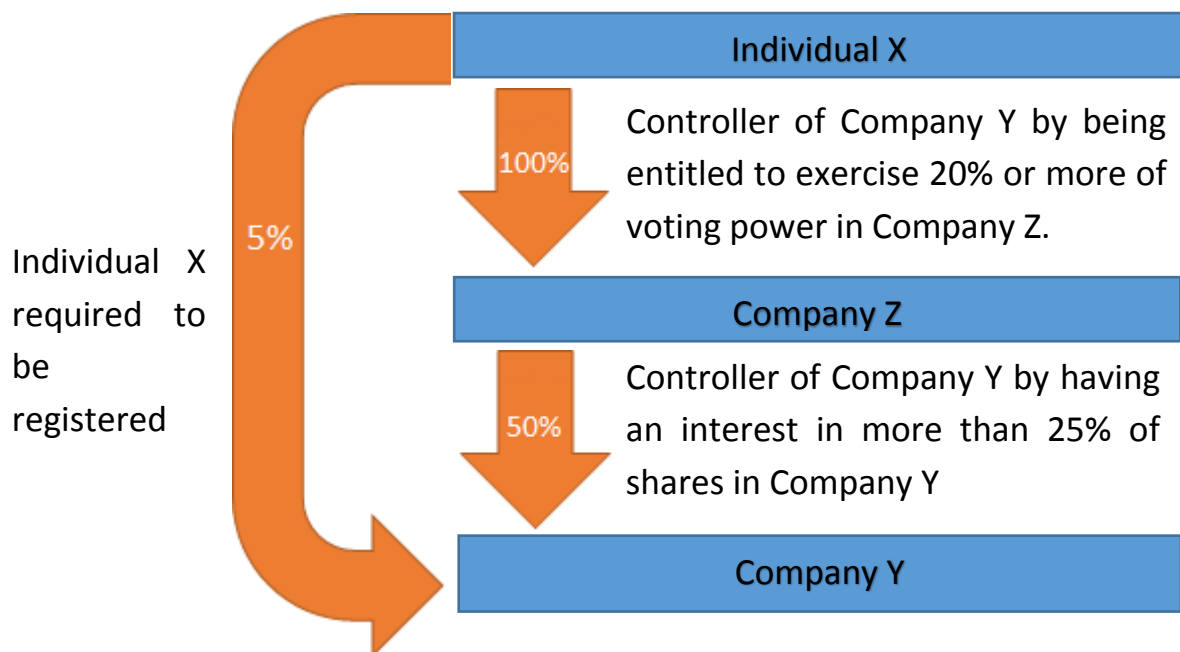 Individual X
100%
Controller of Company Y by being
entitled to exercise 20% or more of
voting power in Company Z.
5%
Individual X
required to
be
registered
Company Z
50%
Controller of Company Y by having
an interest in more than 25% of
shares in Company Y
Company Y